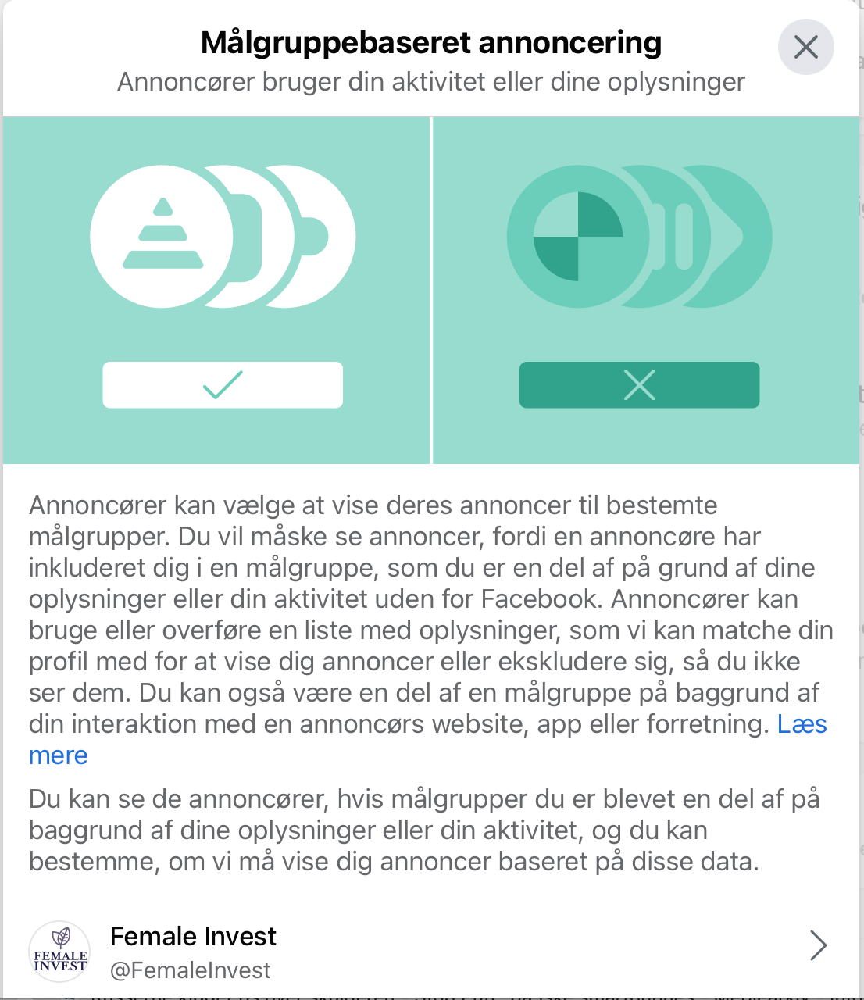 Målgruppebaseret annoncering
Annoncører bruger din aktivitet eller dine oplysninger
Annoncører kan vælge at vise deres annoncer til bestemte
målgrupper. Du vil måske se annoncer, fordi en annoncøre har
inkluderet dig i en målgruppe, som du er en del af på grund af dine
oplysninger eller din aktivitet uden for Facebook. Annoncører kan
bruge eller overføre en liste med oplysninger, som vi kan matche din
profil med for at vise dig annoncer eller ekskludere sig, så du ikke
ser dem. Du kan også være en del af en målgruppe på baggrund af
din interaktion med en annoncørs website, app eller forretning. Læs
mere
Du kan se de annoncører, hvis målgrupper du er blevet en del af på
baggrund af dine oplysninger eller din aktivitet, og du kan
bestemme, om vi må vise dig annoncer baseret på disse data.
FEMALE
INVEST
Female Invest
@FemaleInvest